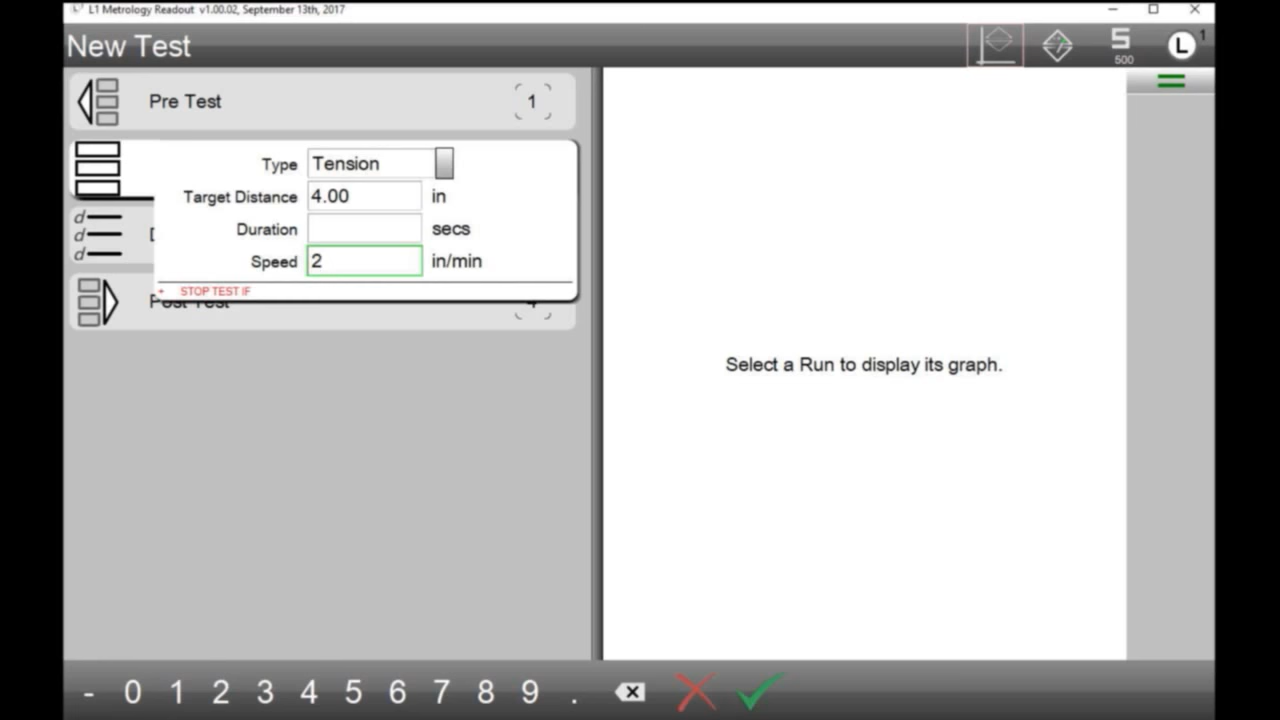 L1 Metrology Readout v1.00.02, September 13th, 2017
New Test
S
500
L
1
Pre Test
1
Type Tension
Target Distance 4.00 in
Duration secs
Speed 2 in/min
+ STOP TEST IF
d
d
d
D
Post Test
Select a Run to display its graph.
- 0 1 2 3 4 5 6 7 8 9 .